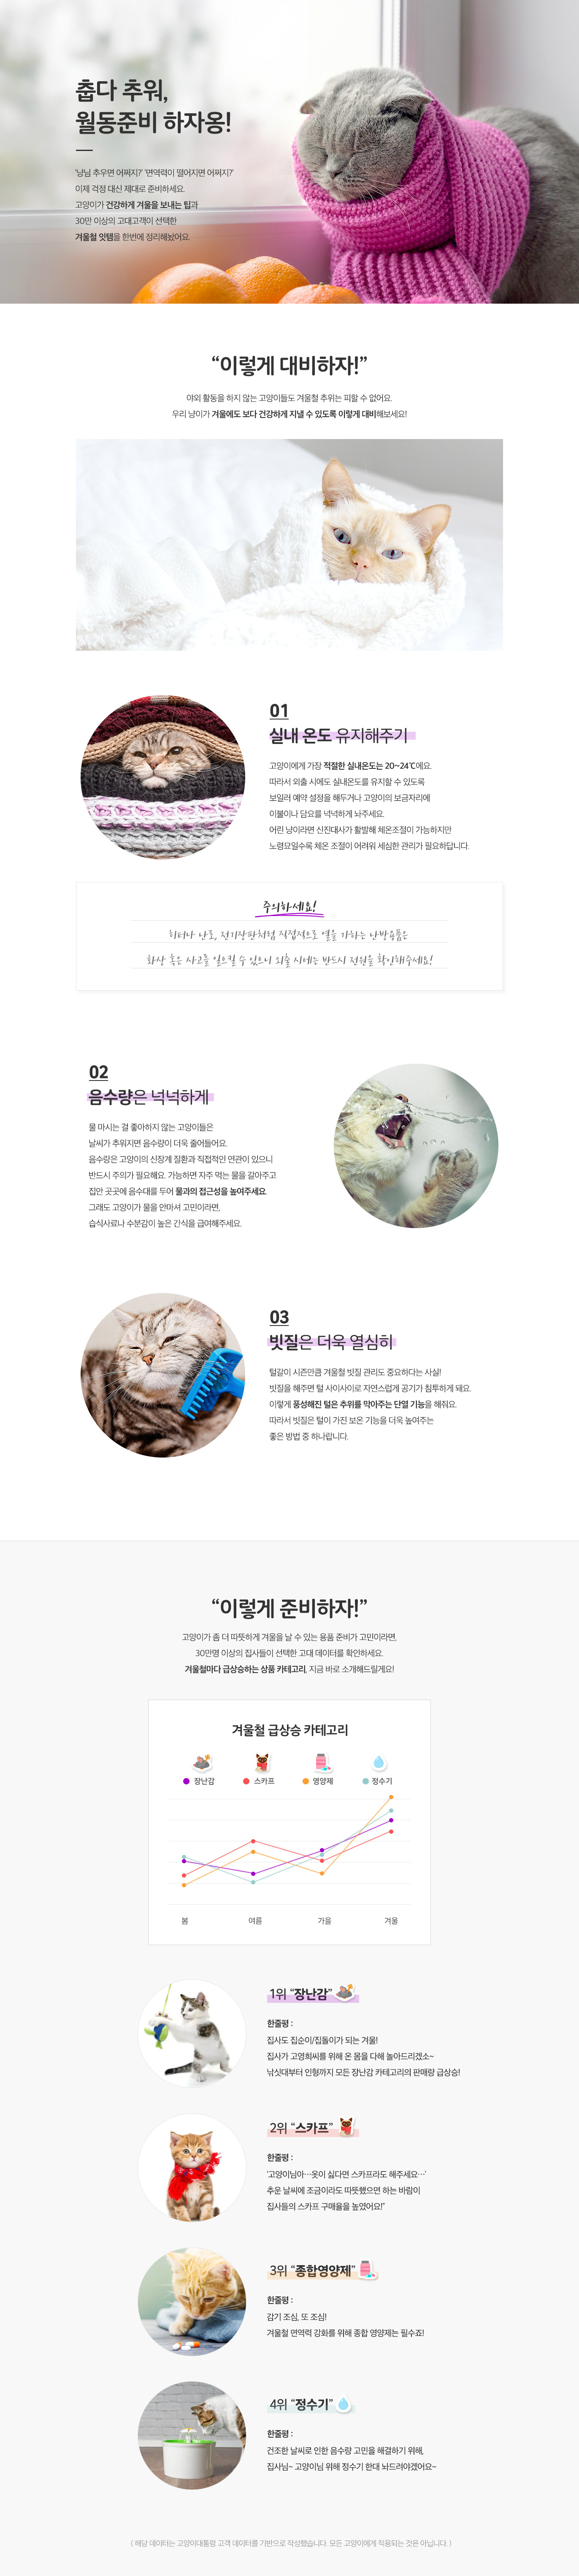 춥다 추워,
월동준비 하자옹!
'냥님 추우면 어쩌지?' '면역력이 떨어지면 어쩌지?'
이제 걱정 대신 제대로 준비하세요.
고양이가 건강하게 겨울을 보내는 팁과
30만 이상의 고대고객이 선택한
겨울철 잇템을 한번에 정리해놨어요.
“이렇게 대비하자!”
야외 활동을 하지 않는 고양이들도 겨울철 추위는 피할 수 없어요.
우리 냥이가 겨울에도 보다 건강하게 지낼 수 있도록 이렇게 대비해보세요!
01
실내 온도 유지해주기
고양이에게 가장 적절한 실내온도는 20~24℃에요.
따라서 외출 시에도 실내온도를 유지할 수 있도록
보일러 예약 설정을 해두거나 고양이의 보금자리에
이불이나 담요를 넉넉하게 놔주세요.
어린 냥이라면 신진대사가 활발해 체온조절이 가능하지만
노령묘일수록 체온 조절이 어려워 세심한 관리가 필요하답니다.
주의하세요!
히터나 난로, 전기장판처럼 직접적으로 열을 가하는 난방용품은
화상 혹은 사고를 일으킬 수 있으니 외출 시에는 반드시 전원을 확인해주세요!
02
음수량은 넉넉하게
물 마시는 걸 좋아하지 않는 고양이들은
날씨가 추워지면 음수량이 더욱 줄어들어요.
음수량은 고양이의 신장계 질환과 직접적인 연관이 있으니
반드시 주의가 필요해요. 가능하면 자주 먹는 물을 갈아주고
집안 곳곳에 음수대를 두어 물과의 접근성을 높여주세요.
그래도 고양이가 물을 안마셔 고민이라면,
습식사료나 수분감이 높은 간식을 급여해주세요.
03
빗질은 더욱 열심히
털갈이 시즌만큼 겨울철 빗질 관리도 중요하다는 사실!
빗질을 해주면 털 사이사이로 자연스럽게 공기가 침투하게 돼요.
이렇게 풍성해진 털은 추위를 막아주는 단열 기능을 해줘요.
따라서 빗질은 털이 가진 보온 기능을 더욱 높여주는
좋은 방법 중 하나랍니다.
“이렇게 준비하자!”
고양이가 좀 더 따뜻하게 겨울을 날 수 있는 용품 준비가 고민이라면,
30만명 이상의 집사들이 선택한 고대 데이터를 확인하세요.
겨울철마다 급상승하는 상품 카테고리, 지금 바로 소개해드릴게요!
겨울철 급상승 카테고리
장난감 스카프 영양제 정수기
봄 여름 가을 겨울
1위 “장난감”
한줄평 :
집사도 집순이/집돌이가 되는 겨울!
집사가 고영희씨를 위해 온 몸을 다해 놀아드리겠소~
낚싯대부터 인형까지 모든 장난감 카테고리의 판매량 급상승!
2위 “스카프”
한줄평 :
'고양이님아…옷이 싫다면 스카프라도 해주세요…'
추운 날씨에 조금이라도 따뜻했으면 하는 바람이
집사들의 스카프 구매율을 높였어요!”
3위 “종합영양제”
한줄평 :
감기 조심, 또 조심!
겨울철 면역력 강화를 위해 종합 영양제는 필수죠!
4위 “정수기”
한줄평 :
건조한 날씨로 인한 음수량 고민을 해결하기 위해,
집사님~ 고양이님 위해 정수기 한대 놔드려야겠어요~
( 해당 데이터는 고양이대통령 고객 데이터를 기반으로 작성했습니다. 모든 고양이에게 적용되는 것은 아닙니다. )